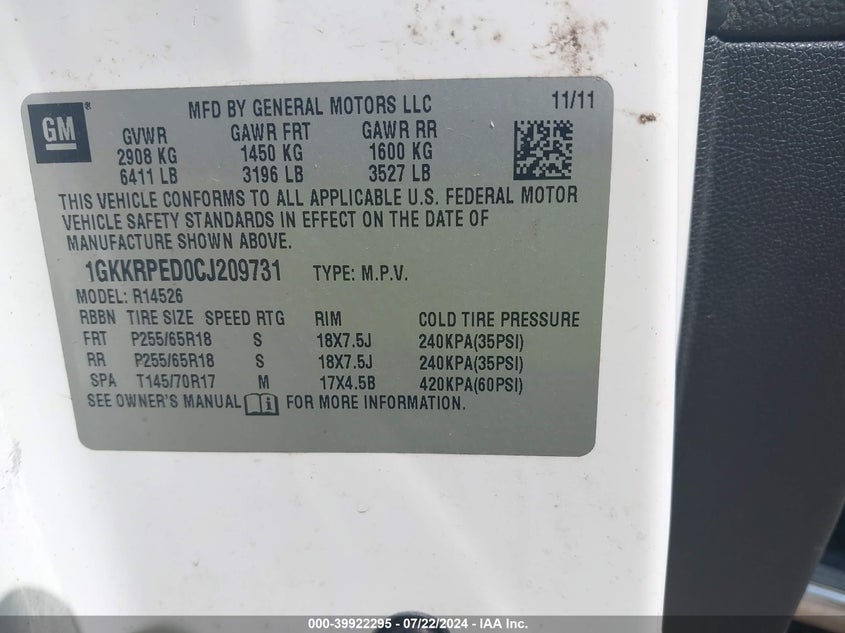 GM
MFD BY GENERAL MOTORS LLC 11/11
GVWR GAWR FRT GAWR RR
2908 KG 1450 KG 1600 KG
6411 LB 3196 LB 3527 LB
THIS VEHICLE CONFORMS TO ALL APPLICABLE U.S. FEDERAL MOTOR
VEHICLE SAFETY STANDARDS IN EFFECT ON THE DATE OF
MANUFACTURE SHOWN ABOVE.
1GKKRPED0CJ209731 TYPE: M.P.V.
MODEL: R14526
RBBN TIRE SIZE SPEED RTG RIM COLD TIRE PRESSURE
FRT P255/65R18 S 18X7.5J 240KPA(35PSI)
RR P255/65R18 S 18X7.5J 240KPA(35PSI)
SPA T145/70R17 M 17X4.5B 420KPA(60PSI)
SEE OWNER'S MANUAL i FOR MORE INFORMATION.
000-39922295 - 07/22/2024 - IAA Inc.